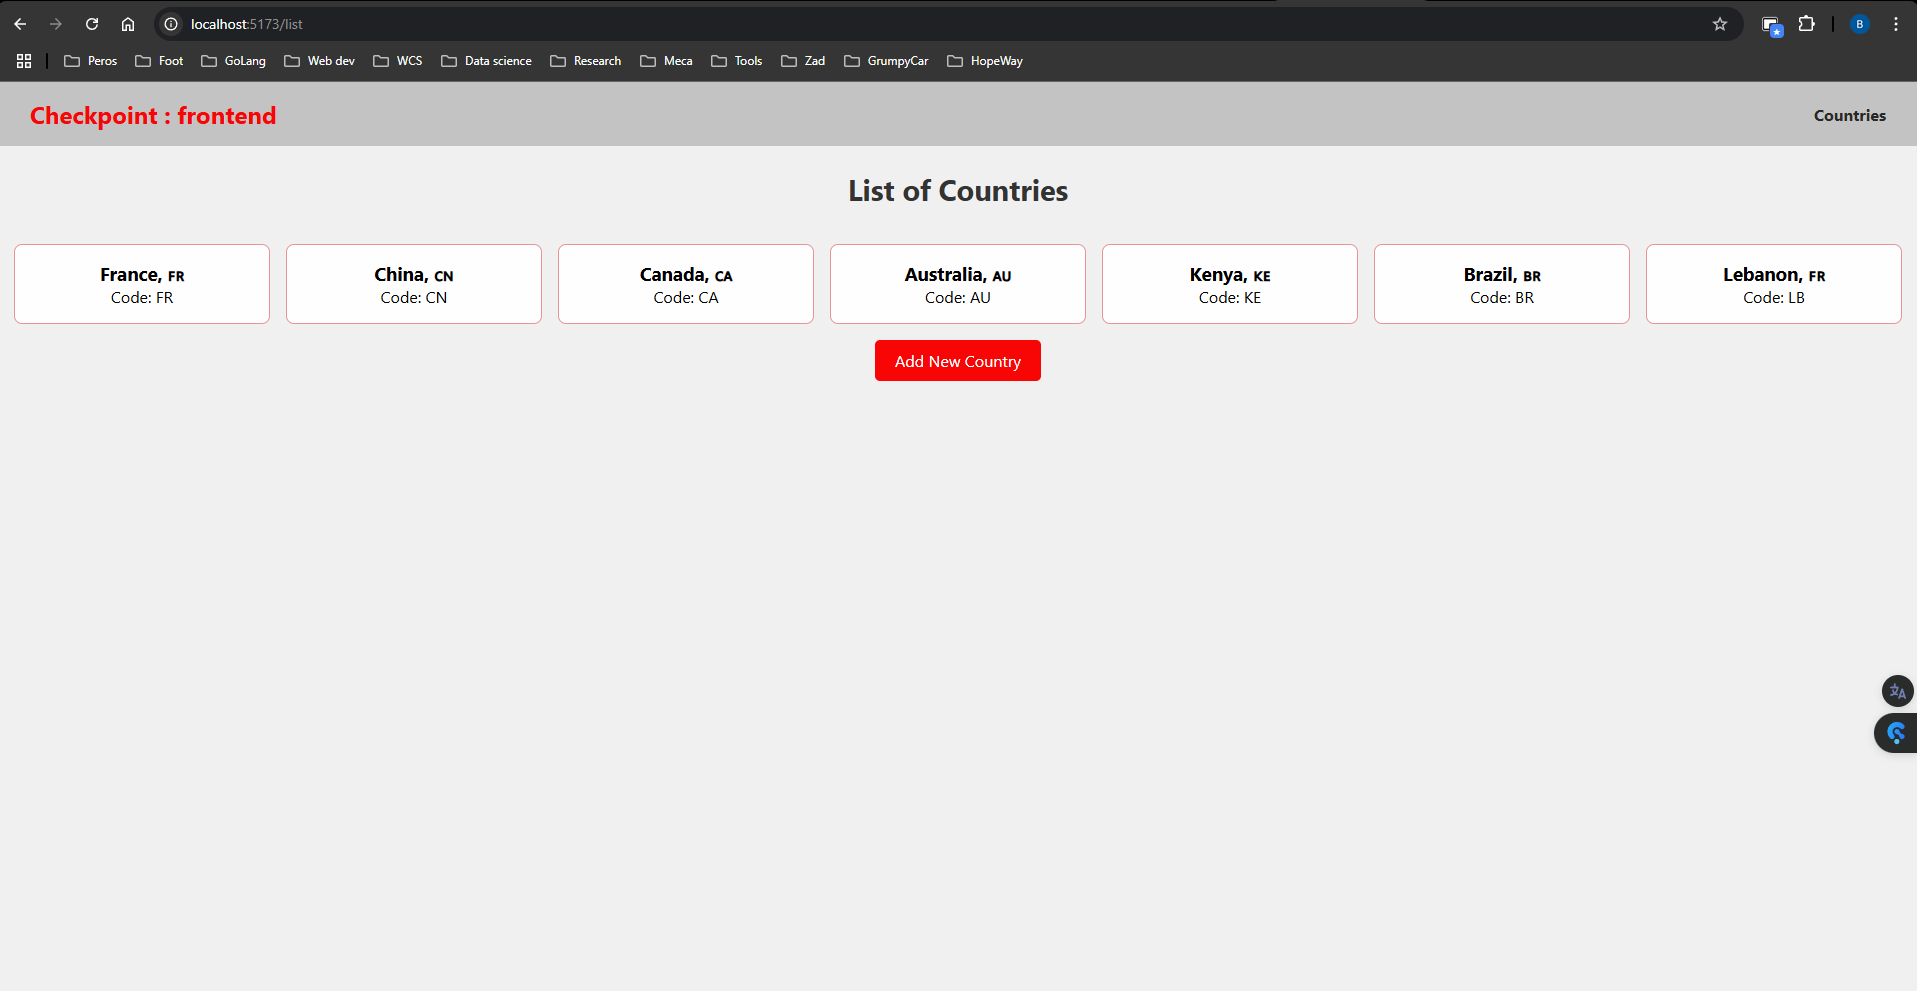 localhost:5173/list
Peros Foot GoLang Web dev WCS Data science Research Meca Tools Zad GrumpyCar HopeWay
B
Checkpoint : frontend
Countries
List of Countries
France, FR
Code: FR
China, CN
Code: CN
Canada, CA
Code: CA
Australia, AU
Code: AU
Kenya, KE
Code: KE
Brazil, BR
Code: BR
Lebanon, FR
Code: LB
Add New Country
文A